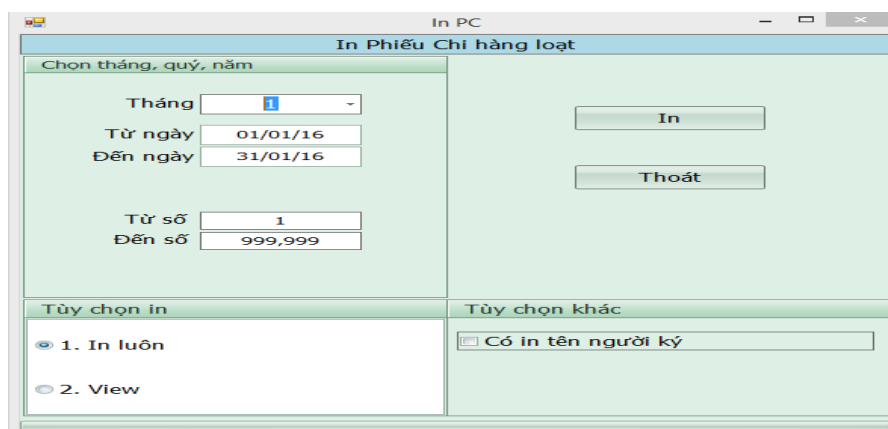 In PC
In Phiếu Chi hàng loạt
Chọn tháng, quý, năm
Tháng 1
Từ ngày 01/01/16
Đến ngày 31/01/16
Từ số 1
Đến số 999,999
In
Thoát
Tùy chọn in
1. In luôn
2. View
Tùy chọn khác
Có in tên người ký